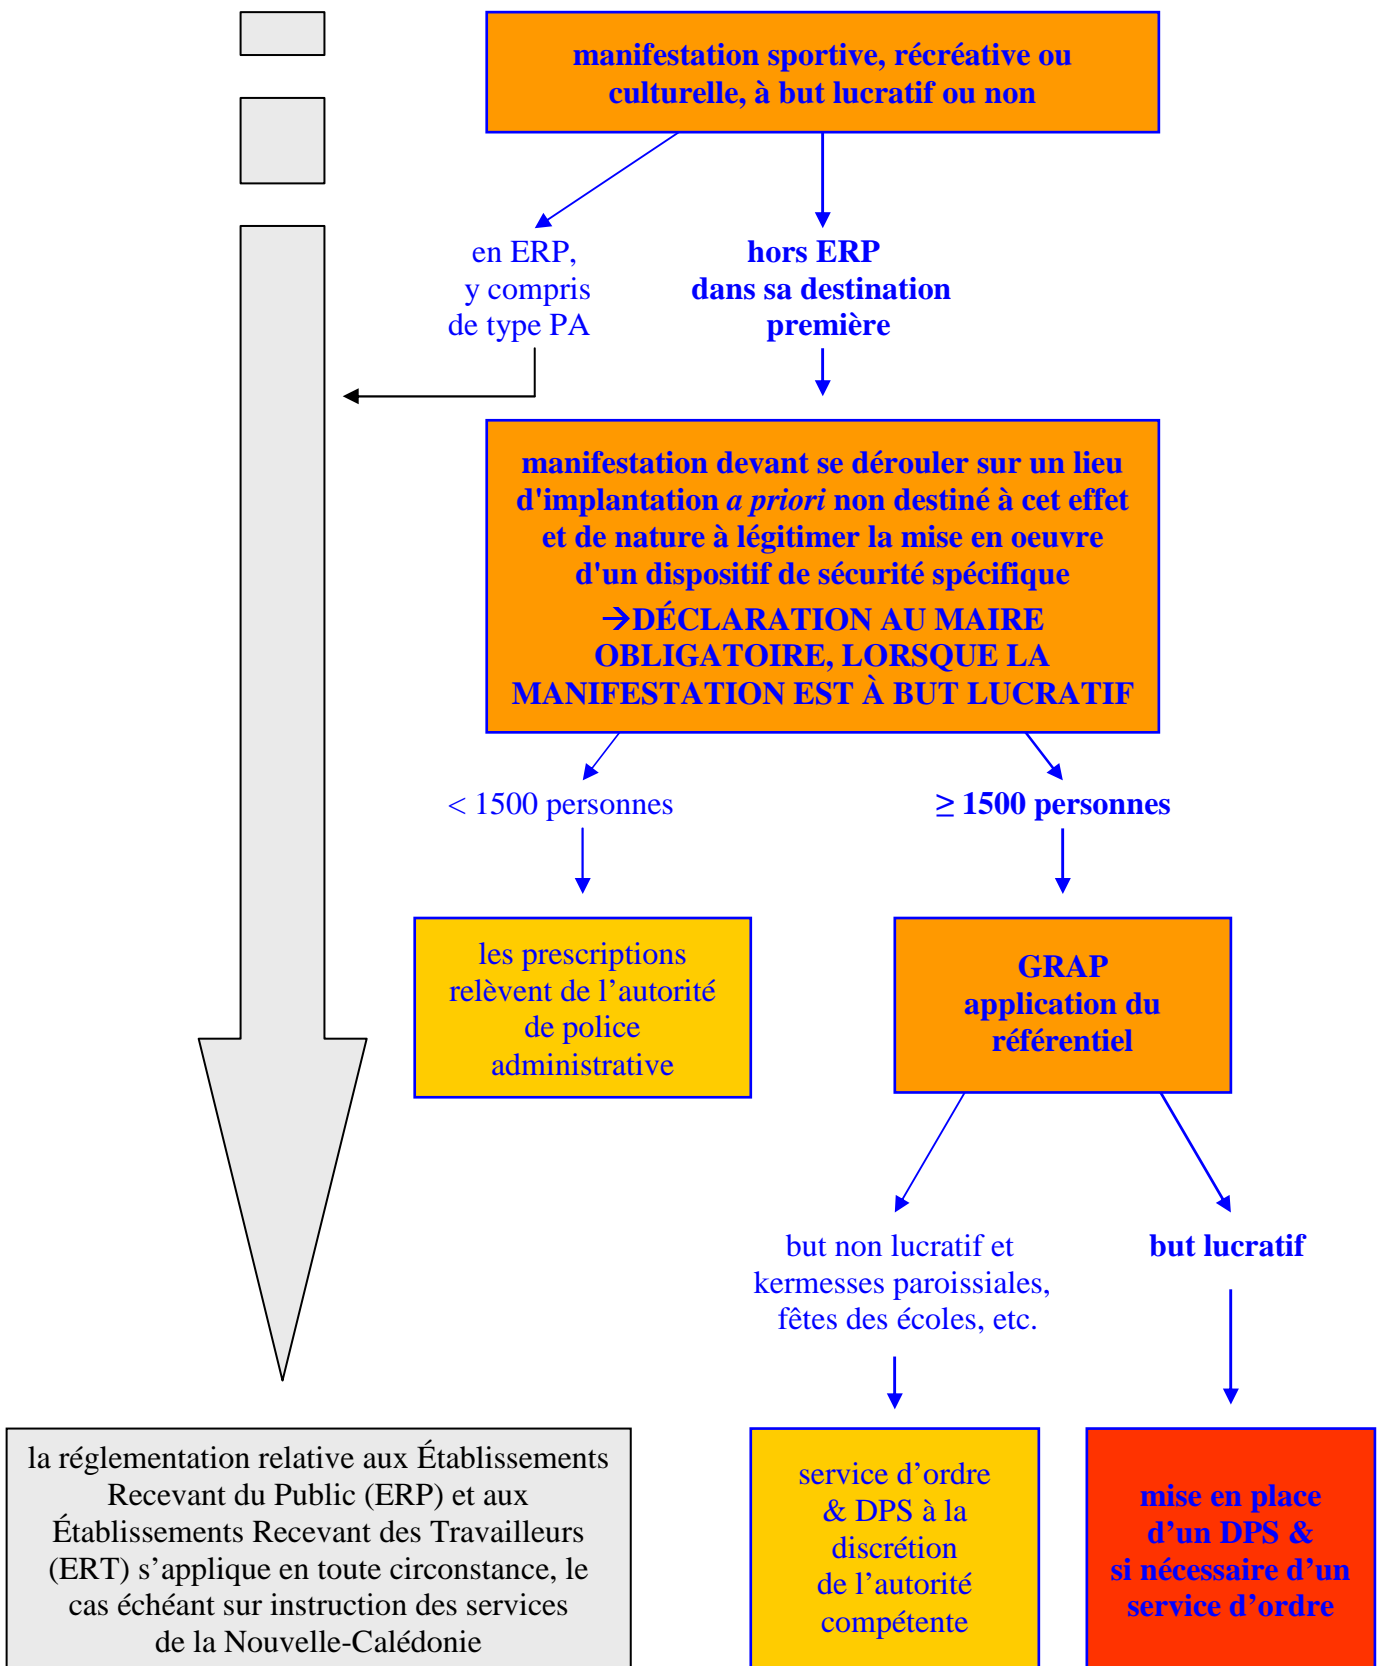 manifestation sportive, récréative ou
culturelle, à but lucratif ou non
en ERP,
y compris
de type PA
hors ERP
dans sa destination
première
manifestation devant se dérouler sur un lieu
d'implantation a priori non destiné à cet effet
et de nature à légitimer la mise en oeuvre
d'un dispositif de sécurité spécifique
→DÉCLARATION AU MAIRE
OBLIGATOIRE, LORSQUE LA
MANIFESTATION EST À BUT LUCRATIF
< 1500 personnes
≥ 1500 personnes
les prescriptions
relèvent de l’autorité
de police
administrative
GRAP
application du
référentiel
but non lucratif et
kermesses paroissiales,
fêtes des écoles, etc.
but lucratif
la réglementation relative aux Établissements
Recevant du Public (ERP) et aux
Établissements Recevant des Travailleurs
(ERT) s’applique en toute circonstance, le
cas échéant sur instruction des services
de la Nouvelle-Calédonie
service d’ordre
& DPS à la
discrétion
de l’autorité
compétente
mise en place
d’un DPS &
si nécessaire d’un
service d’ordre